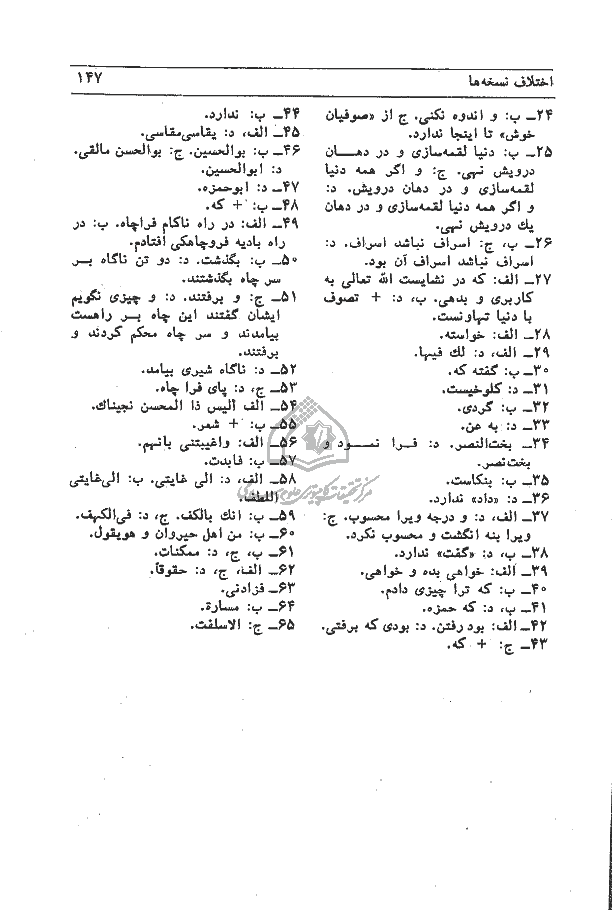 اختلاف نسخه‌ها
۱۴۷
۲۴ـ ب: و اندوه نکنی. ج از «صوفیان
خوش» تا اینجا ندارد.
۲۵ـ ب: دنیا لقمه‌سازی و در دهان
درویش نهی. ج: و اگر همه دنیا
لقمه‌سازی و در دهان درویش. د:
و اگر همه دنیا لقمه‌سازی و در دهان
یك درویش نهی.
۲۶ـ ب، ج: اسراف نباشد اسراف. د:
اسراف نباشد اسراف آن بود.
۲۷ـ الف: که در نشایست الله تعالی به
کاربری و بدهی. ب، د: + تصوف
با دنیا تهاونست.
۲۸ـ الف: خواسته.
۲۹ـ الف، د: لك فیها.
۳۰ـ ب: گفته که.
۳۱ـ د: کلوخیست.
۳۲ـ ب: گردی.
۳۳ـ د: به عن.
۳۴ـ بخت‌النصر. د: فرا نمود و
بخت‌نصر.
۳۵ـ ب: بنکاست.
۳۶ـ د: «داد» ندارد.
۳۷ـ الف، د: و درجه ویرا محسوب. ج:
ویرا بنه انگشت و محسوب نکرد.
۳۸ـ ب، د: «گفت» ندارد.
۳۹ـ الف: خواهی بده و خواهی.
۴۰ـ ب: که ترا چیزی دادم.
۴۱ـ ب، د: که حمزه.
۴۲ـ الف: بود رفتن. د: بودی که برفتی.
۴۳ـ ج: + که.
۴۴ـ ب: ندارد.
۴۵ـ الف، د: یقاسی‌مقاسی.
۴۶ـ ب: بوالحسین. ج: بوالحسن مالقی.
د: ابوالحسین.
۴۷ـ د: ابوحمزه.
۴۸ـ ب: + که.
۴۹ـ الف: در راه ناکام فراچاه. ب: در
راه بادیه فروچاهکی افتادم.
۵۰ـ ب: بگذشت. د: دو تن ناگاه بر
سر چاه بگذشتند.
۵۱ـ ج: و برفتند. د: و چیزی نگویم
ایشان گفتند این چاه بر راهست
بیامدند و سر چاه محکم کردند و
برفتند.
۵۲ـ د: ناگاه شیری بیامد.
۵۳ـ ج، د: پای فرا چاه.
۵۴ـ الف الیس ذا المحسن نجیناك.
۵۵ـ ب: + شعر.
۵۶ـ الف: واغیبتنی بانهم.
۵۷ـ ب: فابدت.
۵۸ـ الف، د: الی غایتی. ب: الی‌غایتی
اللطف.
۵۹ـ ب: انك بالكف. ج، د: فی‌الكهف.
۶۰ـ ب: من اهل حیروان و هویقول.
۶۱ـ ب، ج، د: ممکنات.
۶۲ـ الف، ج، د: حقوقاً.
۶۳ـ فزادنی.
۶۴ـ ب: مسارة.
۶۵ـ ج: الاسلفت.